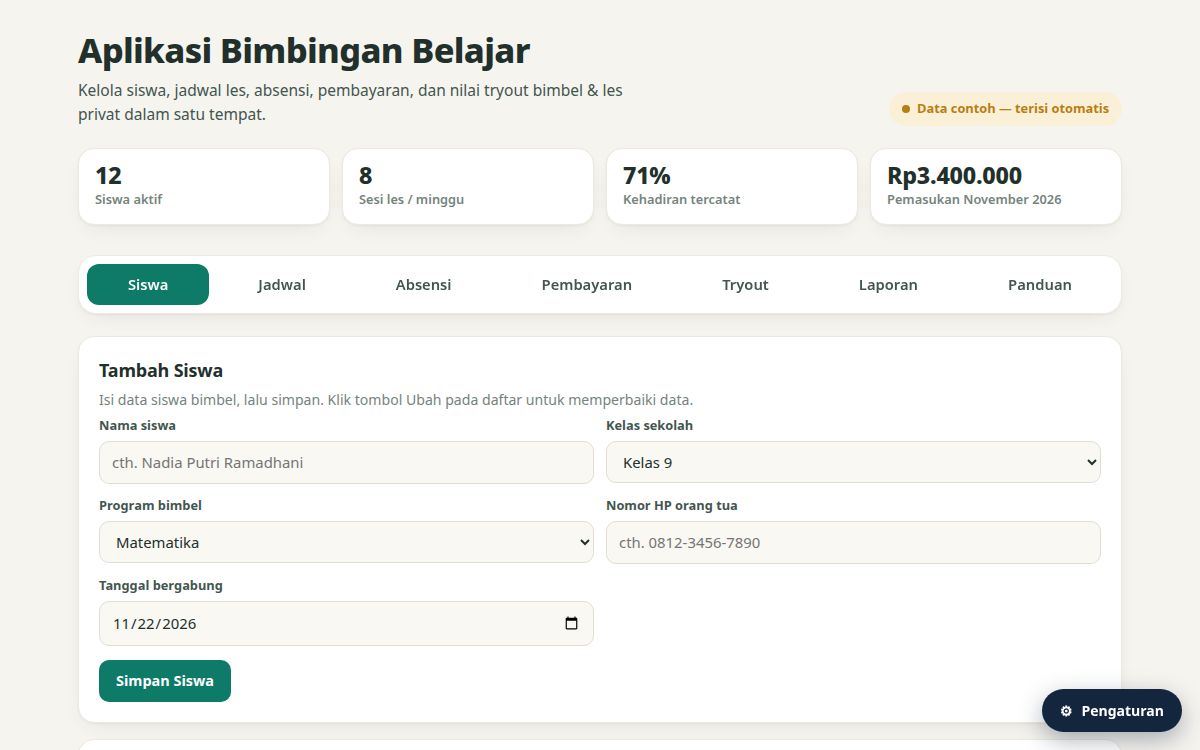 Aplikasi Bimbingan Belajar
Kelola siswa, jadwal les, absensi, pembayaran, dan nilai tryout bimbel & les
privat dalam satu tempat.
Data contoh — terisi otomatis
12
Siswa aktif
8
Sesi les / minggu
71%
Kehadiran tercatat
Rp3.400.000
Pemasukan November 2026
Siswa
Jadwal
Absensi
Pembayaran
Tryout
Laporan
Panduan
Tambah Siswa
Isi data siswa bimbel, lalu simpan. Klik tombol Ubah pada daftar untuk memperbaiki data.
Nama siswa
cth. Nadia Putri Ramadhani
Kelas sekolah
Kelas 9
Program bimbel
Matematika
Nomor HP orang tua
cth. 0812-3456-7890
Tanggal bergabung
11/22/2026
Simpan Siswa
Pengaturan